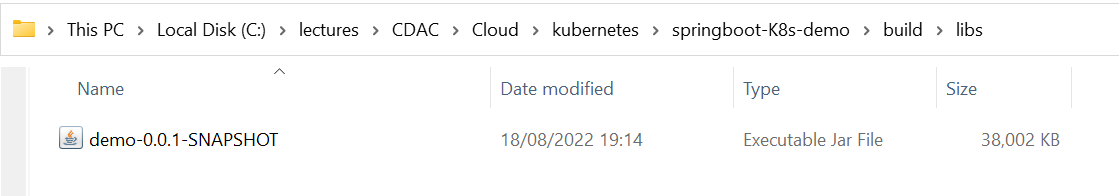 This PC > Local Disk (C:) > lectures > CDAC > Cloud > kubernetes > springboot-K8s-demo > build > libs
Name Date modified Type Size
demo-0.0.1-SNAPSHOT 18/08/2022 19:14 Executable Jar File 38,002 KB